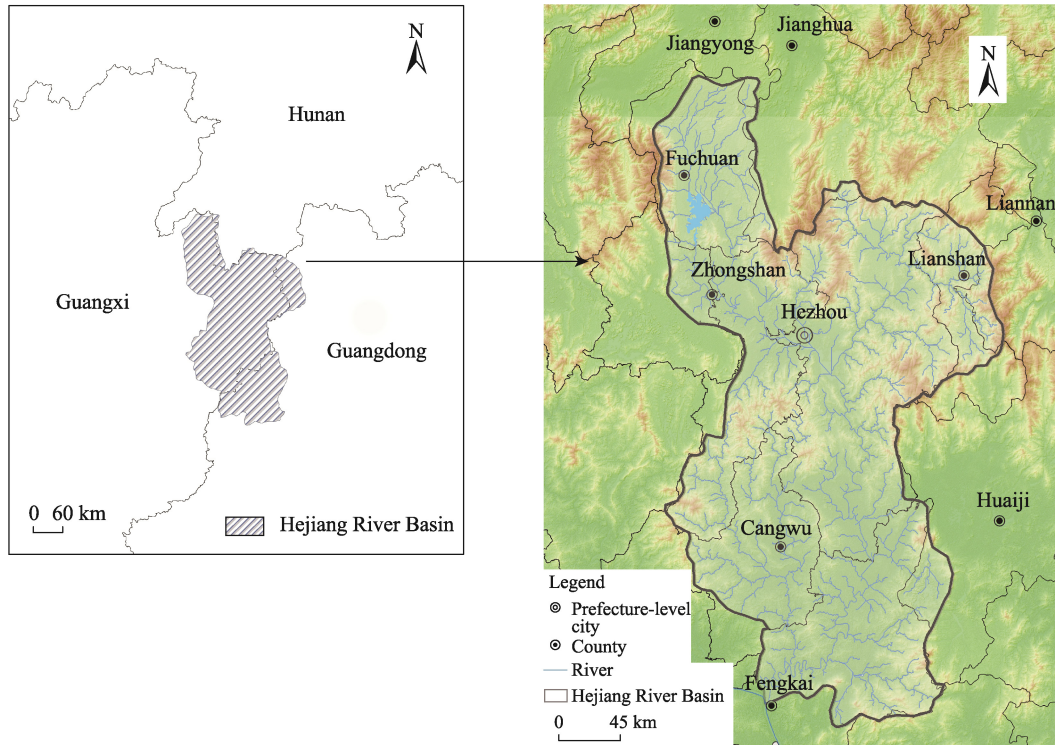 N
Hunan
Guangxi
Guangdong
0 60 km
Hejiang River Basin
Jiangyong
Jianghua
N
Fuchuan
Liannan
Zhongshan
Lianshan
Hezhou
Huaiji
Cangwu
Legend
Prefecture-level
city
County
River
Hejiang River Basin
0 45 km
Fengkai